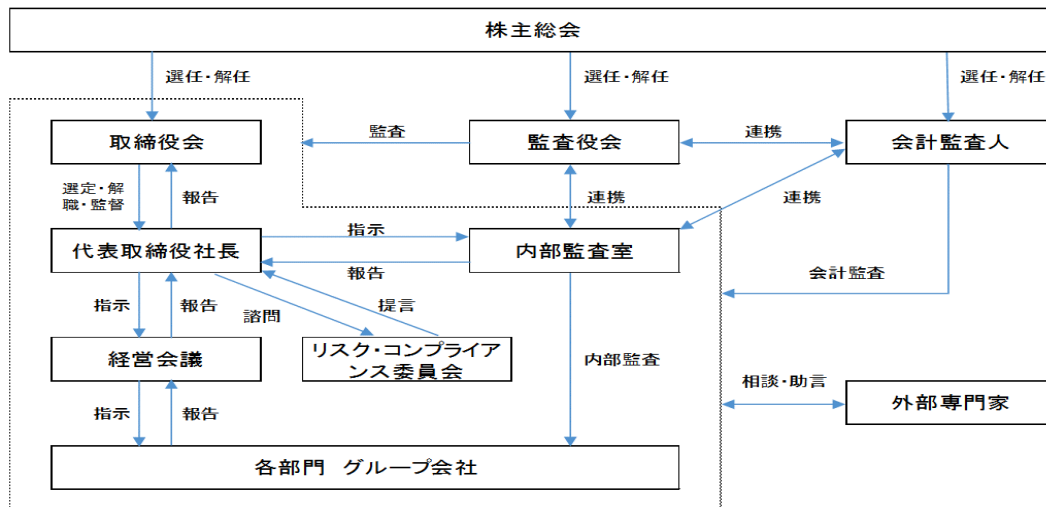 株主総会
選任・解任
選任・解任
選任・解任
取締役会
監査
監査役会
連携
会計監査人
選定・解
職・監督
報告
連携
連携
代表取締役社長
指示
報告
内部監査室
会計監査
指示
報告
諮問
提言
経営会議
リスク・コンプライア
ンス委員会
内部監査
相談・助言
外部専門家
指示
報告
各部門 グループ会社